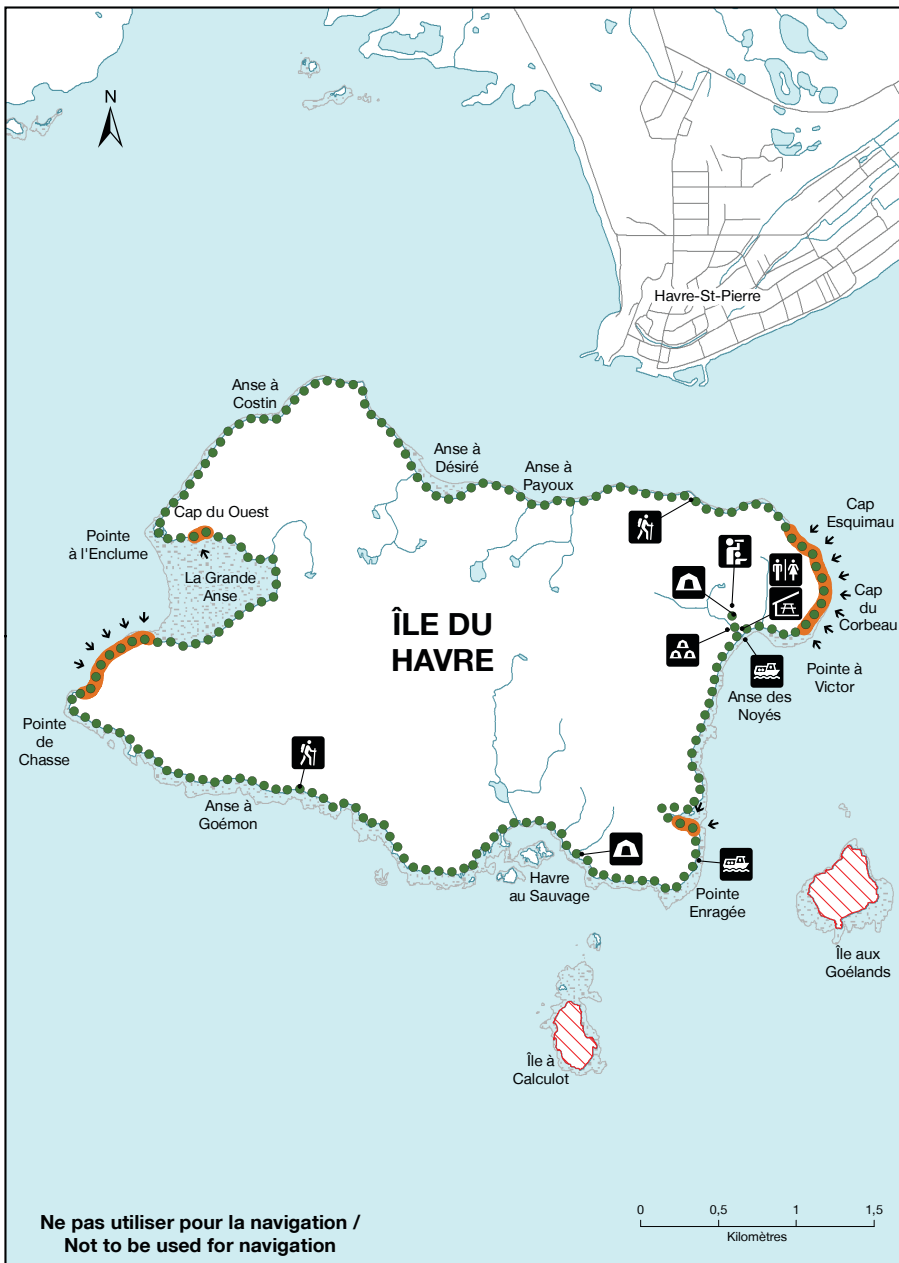 N
Havre-St-Pierre
Anse à
Costin
Anse à
Désiré
Anse à
Payoux
Cap du Ouest
Pointe
à l'Enclume
La Grande
Anse
Cap
Esquimau
Cap
du
Corbeau
ÎLE DU
HAVRE
Pointe à
Victor
Anse des
Noyés
Pointe
de
Chasse
Anse à
Goémon
Havre
au Sauvage
Pointe
Enragée
Île aux
Goélands
Île à
Calculot
Ne pas utiliser pour la navigation /
Not to be used for navigation
0 0,5 1 1,5
Kilomètres